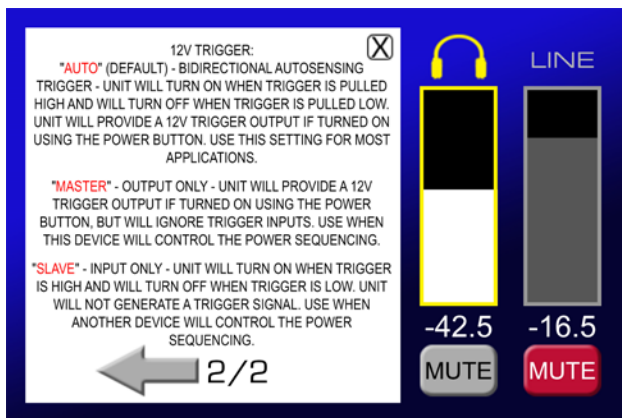 12V TRIGGER:
X
"AUTO" (DEFAULT) - BIDIRECTIONAL AUTOSENSING
TRIGGER - UNIT WILL TURN ON WHEN TRIGGER IS PULLED
HIGH AND WILL TURN OFF WHEN TRIGGER IS PULLED LOW.
UNIT WILL PROVIDE A 12V TRIGGER OUTPUT IF TURNED ON
USING THE POWER BUTTON. USE THIS SETTING FOR MOST
APPLICATIONS.
"MASTER" - OUTPUT ONLY - UNIT WILL PROVIDE A 12V
TRIGGER OUTPUT IF TURNED ON USING THE POWER
BUTTON, BUT WILL IGNORE TRIGGER INPUTS. USE WHEN
THIS DEVICE WILL CONTROL THE POWER SEQUENCING.
"SLAVE" - INPUT ONLY - UNIT WILL TURN ON WHEN TRIGGER
IS HIGH AND WILL TURN OFF WHEN TRIGGER IS LOW. UNIT
WILL NOT GENERATE A TRIGGER SIGNAL. USE WHEN
ANOTHER DEVICE WILL CONTROL THE POWER
SEQUENCING.
2/2
LINE
-42.5
-16.5
MUTE
MUTE